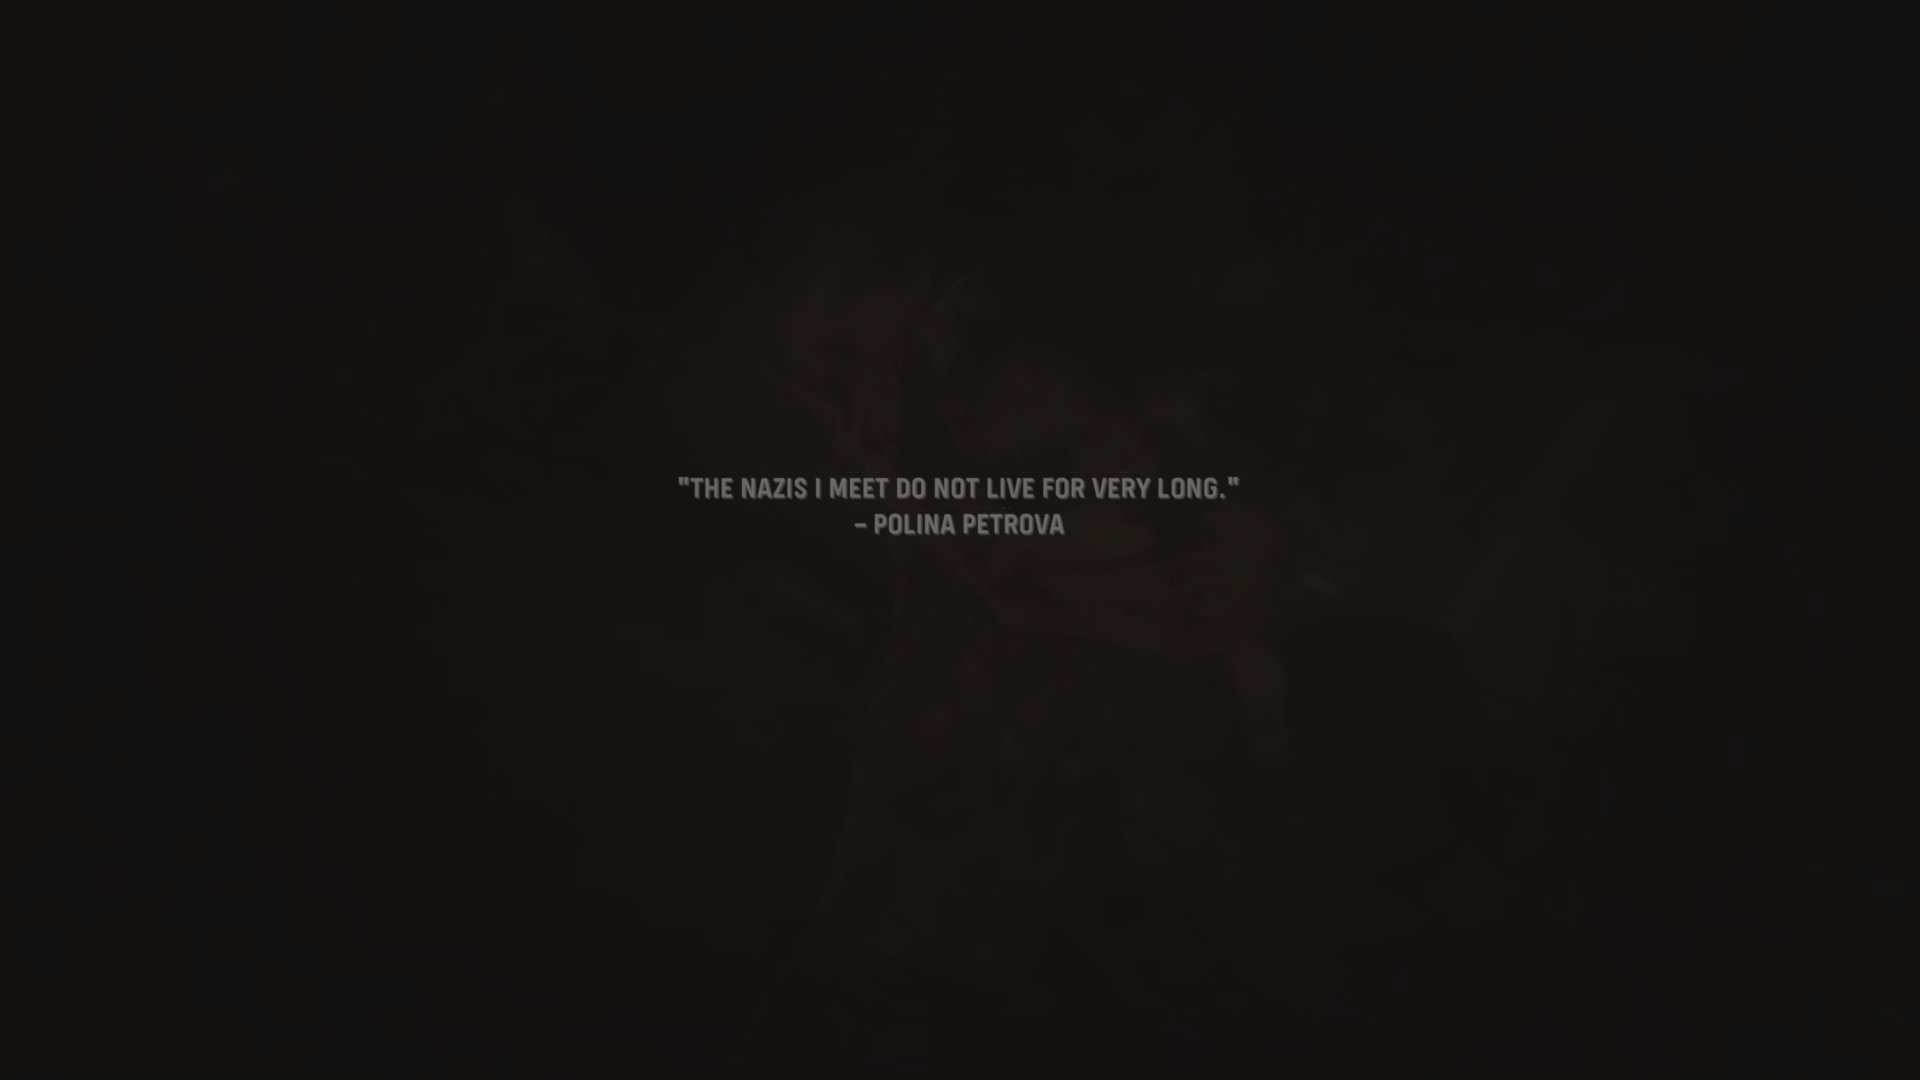 "THE NAZIS I MEET DO NOT LIVE FOR VERY LONG."
– POLINA PETROVA